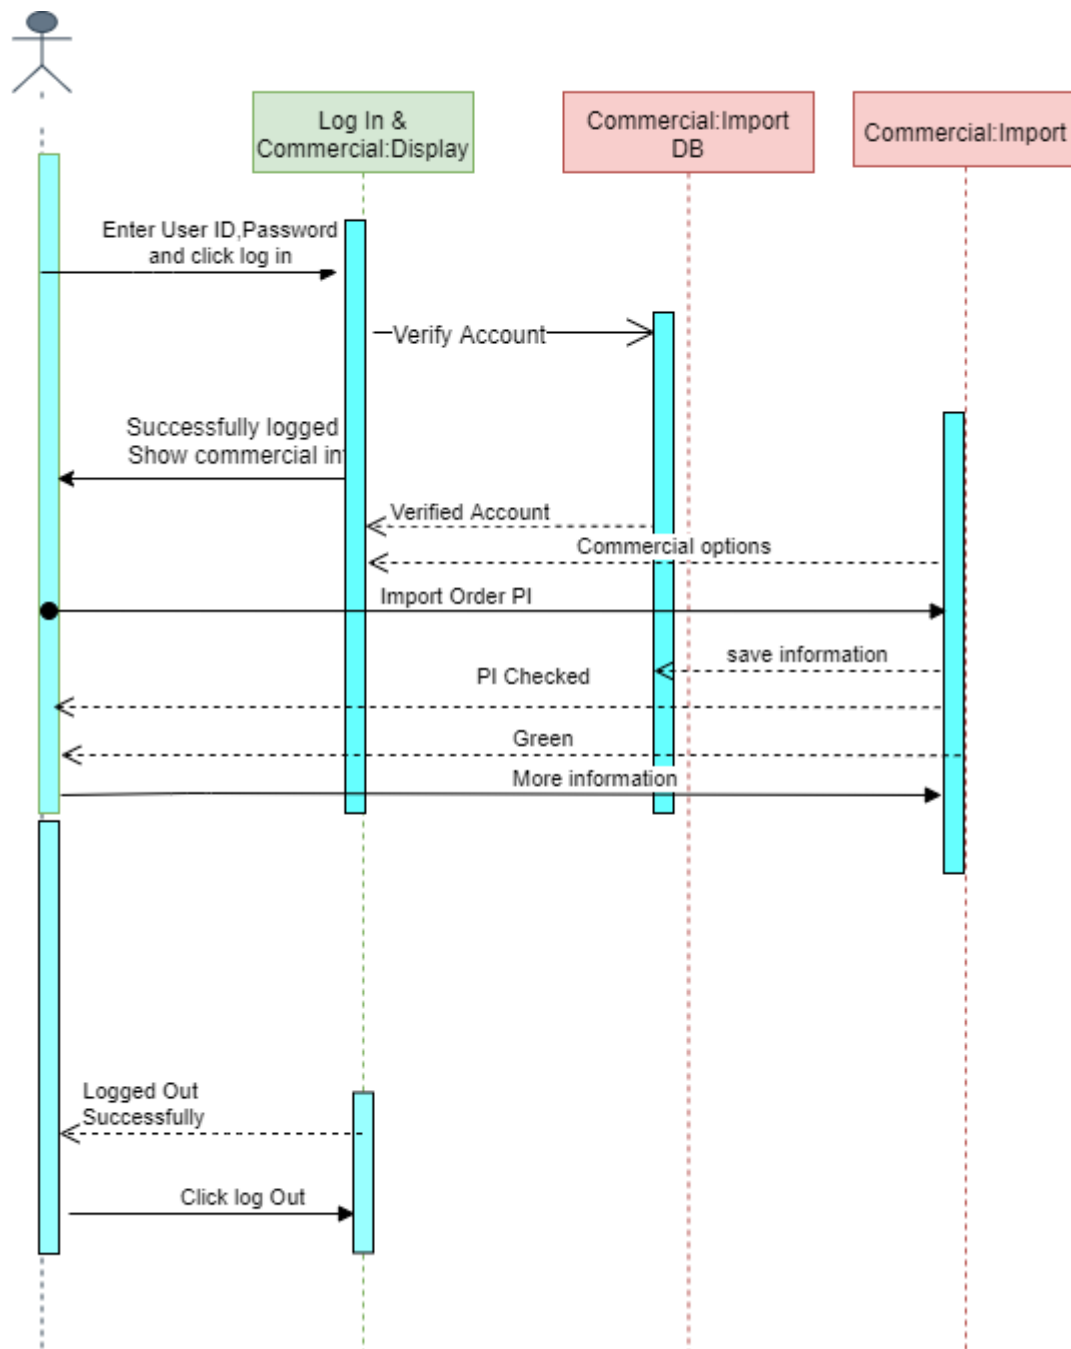 Log In &
Commercial:Display
Commercial:Import
DB
Commercial:Import
Enter User ID,Password
and click log in
Verify Account
Successfully logged
Show commercial
Verified Account
Commercial options
Import Order PI
save information
PI Checked
Green
More information
Logged Out
Successfully
Click log Out